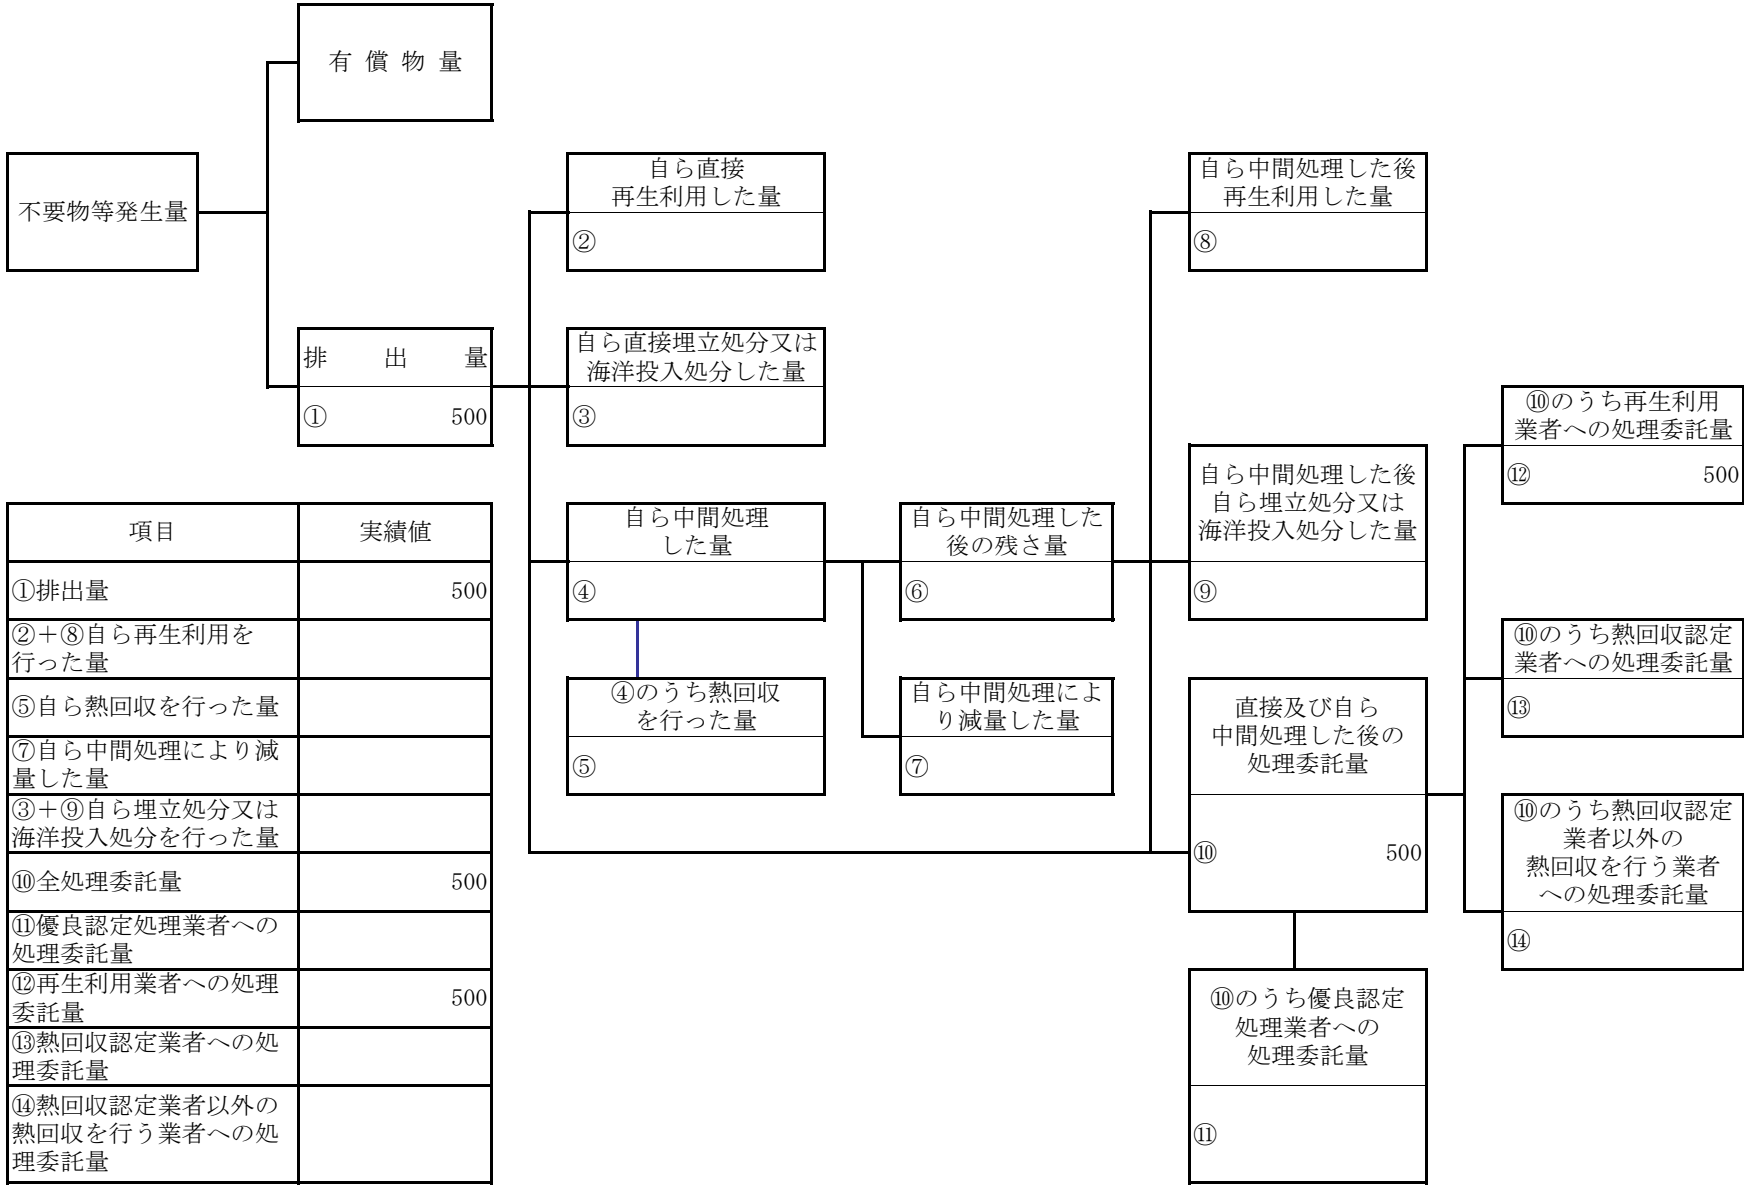 有償物量
不要物等発生量
自ら直接
再生利用した量
②
自ら中間処理した後
再生利用した量
⑧
排出量
① 500
自ら直接埋立処分又は
海洋投入処分した量
③
⑩のうち再生利用
業者への処理委託量
⑫ 500
自ら中間処理した後
自ら埋立処分又は
海洋投入処分した量
⑨
自ら中間処理
した量
④
自ら中間処理した
後の残さ量
⑥
⑩のうち熱回収認定
業者への処理委託量
⑬
④のうち熱回収
を行った量
⑤
自ら中間処理によ
り減量した量
⑦
直接及び自ら
中間処理した後の
処理委託量
⑩ 500
⑩のうち熱回収認定
業者以外の
熱回収を行う業者
への処理委託量
⑭
⑩のうち優良認定
処理業者への
処理委託量
⑪
項目 実績値
①排出量 500
②+⑧自ら再生利用を
行った量
⑤自ら熱回収を行った量
⑦自ら中間処理により減
量した量
③+⑨自ら埋立処分又は
海洋投入処分を行った量
⑩全処理委託量 500
⑪優良認定処理業者への
処理委託量
⑫再生利用業者への処理
委託量 500
⑬熱回収認定業者への処
理委託量
⑭熱回収認定業者以外の
熱回収を行う業者への処
理委託量